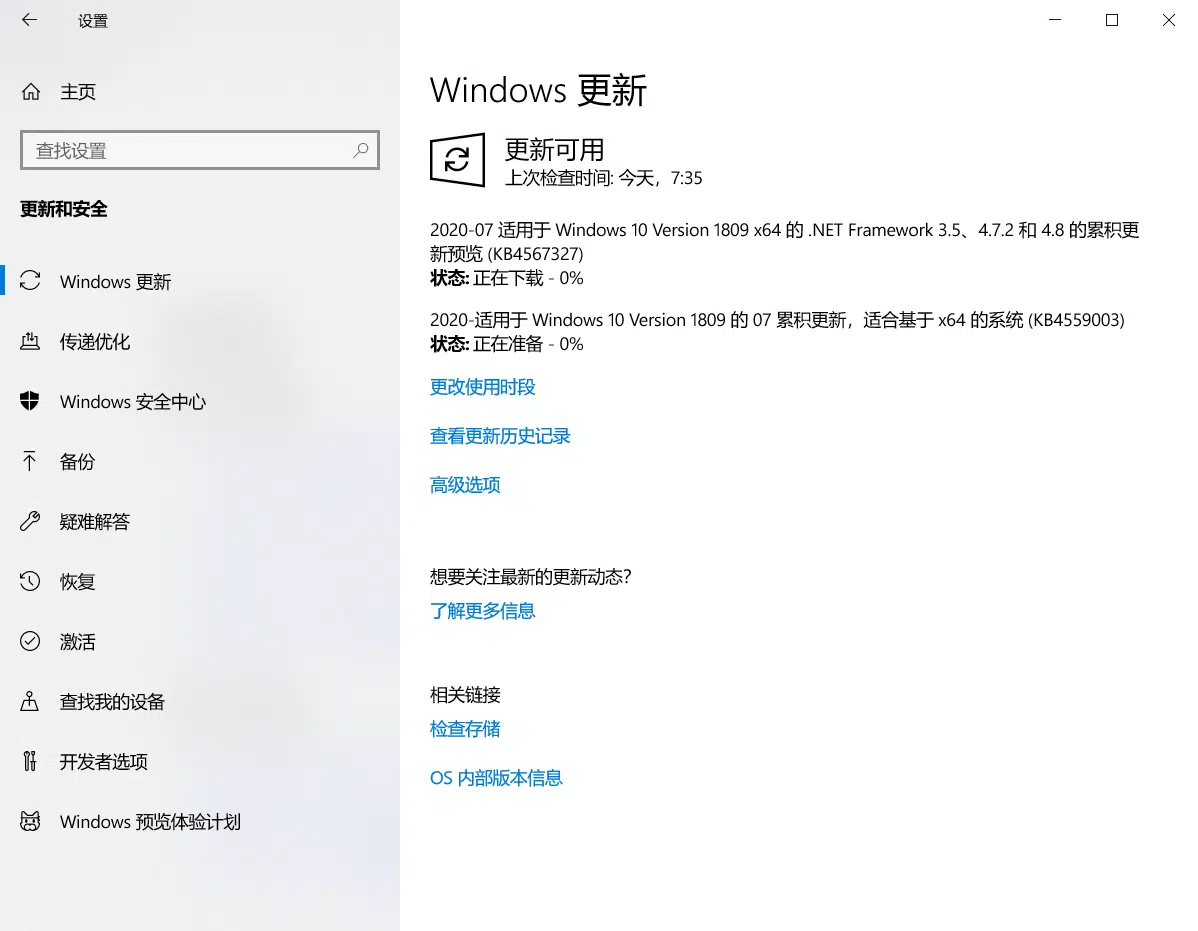 设置
主页
查找设置
更新和安全
Windows 更新
传递优化
Windows 安全中心
备份
疑难解答
恢复
激活
查找我的设备
开发者选项
Windows 预览体验计划
Windows 更新
更新可用
上次检查时间: 今天，7:35
2020-07 适用于 Windows 10 Version 1809 x64 的 .NET Framework 3.5、4.7.2 和 4.8 的累积更
新预览 (KB4567327)
状态: 正在下载 - 0%
2020-适用于 Windows 10 Version 1809 的 07 累积更新，适合基于 x64 的系统 (KB4559003)
状态: 正在准备 - 0%
更改使用时段
查看更新历史记录
高级选项
想要关注最新的更新动态?
了解更多信息
相关链接
检查存储
OS 内部版本信息